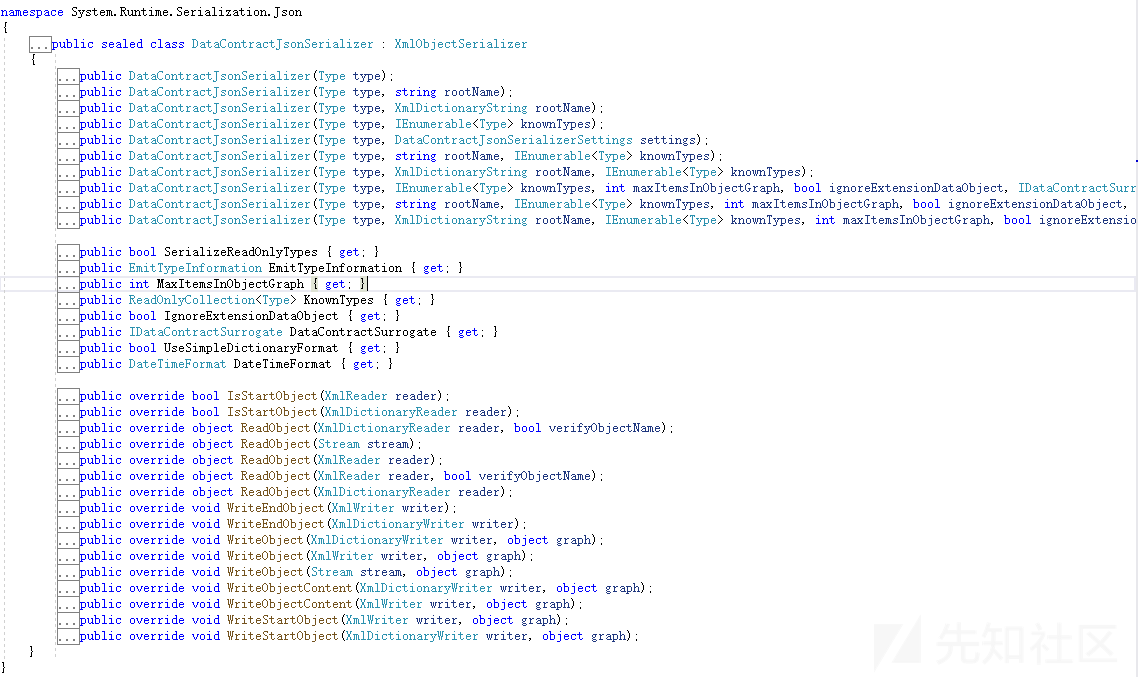 namespace System.Runtime.Serialization.Json
{
...public sealed class DataContractJsonSerializer : XmlObjectSerializer
{
...public DataContractJsonSerializer(Type type);
...public DataContractJsonSerializer(Type type, string rootName);
...public DataContractJsonSerializer(Type type, XmlDictionaryString rootName);
...public DataContractJsonSerializer(Type type, IEnumerable<Type> knownTypes);
...public DataContractJsonSerializer(Type type, DataContractJsonSerializerSettings settings);
...public DataContractJsonSerializer(Type type, string rootName, IEnumerable<Type> knownTypes);
...public DataContractJsonSerializer(Type type, XmlDictionaryString rootName, IEnumerable<Type> knownTypes);
...public DataContractJsonSerializer(Type type, IEnumerable<Type> knownTypes, int maxItemsInObjectGraph, bool ignoreExtensionDataObject, IDataContractSurr
...public DataContractJsonSerializer(Type type, string rootName, IEnumerable<Type> knownTypes, int maxItemsInObjectGraph, bool ignoreExtensionDataObject,
...public DataContractJsonSerializer(Type type, XmlDictionaryString rootName, IEnumerable<Type> knownTypes, int maxItemsInObjectGraph, bool ignoreExtensio
...public bool SerializeReadOnlyTypes { get; }
...public EmitTypeInformation EmitTypeInformation { get; }
...public int MaxItemsInObjectGraph { get; }
...public ReadOnlyCollection<Type> KnownTypes { get; }
...public bool IgnoreExtensionDataObject { get; }
...public IDataContractSurrogate DataContractSurrogate { get; }
...public bool UseSimpleDictionaryFormat { get; }
...public DateTimeFormat DateTimeFormat { get; }
...public override bool IsStartObject(XmlReader reader);
...public override bool IsStartObject(XmlDictionaryReader reader);
...public override object ReadObject(XmlDictionaryReader reader, bool verifyObjectName);
...public override object ReadObject(Stream stream);
...public override object ReadObject(XmlReader reader);
...public override object ReadObject(XmlReader reader, bool verifyObjectName);
...public override object ReadObject(XmlDictionaryReader reader);
...public override void WriteEndObject(XmlWriter writer);
...public override void WriteEndObject(XmlDictionaryWriter writer);
...public override void WriteObject(XmlDictionaryWriter writer, object graph);
...public override void WriteObject(XmlWriter writer, object graph);
...public override void WriteObject(Stream stream, object graph);
...public override void WriteObjectContent(XmlDictionaryWriter writer, object graph);
...public override void WriteObjectContent(XmlWriter writer, object graph);
...public override void WriteStartObject(XmlWriter writer, object graph);
...public override void WriteStartObject(XmlDictionaryWriter writer, object graph);
}
}
先知社区